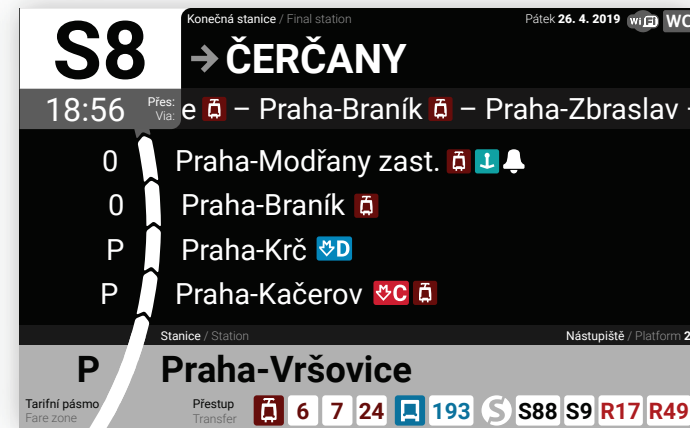 S8
Konečná stanice / Final station
Pátek 26. 4. 2019 WiFi WC
→ ČERČANY
18:56 Přes: Via: e – Praha-Braník – Praha-Zbraslav -
0 Praha-Modřany zast.
0 Praha-Braník
P Praha-Krč D
P Praha-Kačerov C
Stanice / Station
Nástupiště / Platform 2
P Praha-Vršovice
Tarifní pásmo
Fare zone
Přestup
Transfer
6 7 24 193 S S88 S9 R17 R49